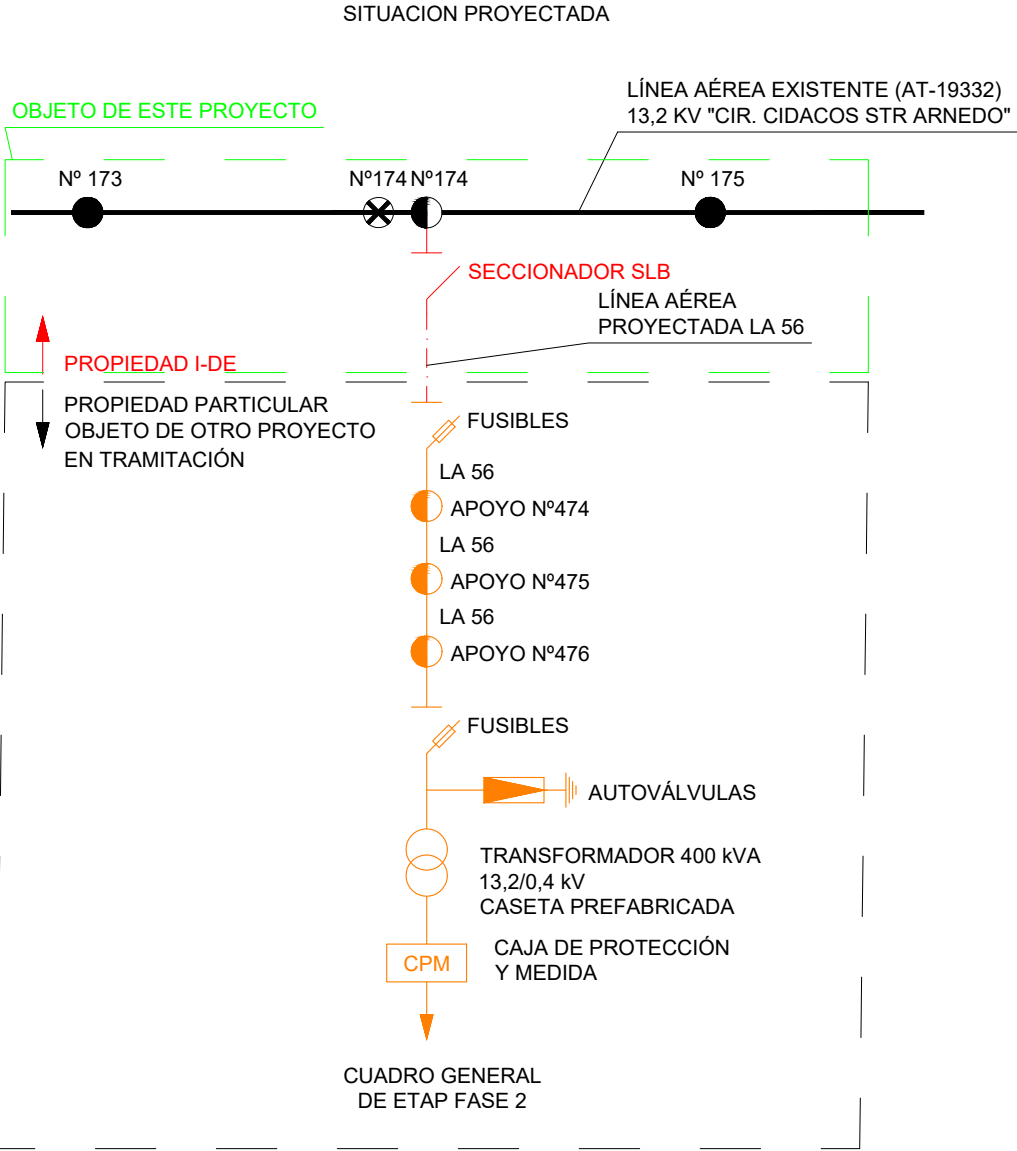 SITUACION PROYECTADA
LÍNEA AÉREA EXISTENTE (AT-19332)
13,2 KV "CIR. CIDACOS STR ARNEDO"
OBJETO DE ESTE PROYECTO
Nº 173
Nº174
Nº174
Nº 175
SECCIONADOR SLB
LÍNEA AÉREA
PROYECTADA LA 56
PROPIEDAD I-DE
PROPIEDAD PARTICULAR
OBJETO DE OTRO PROYECTO
EN TRAMITACIÓN
FUSIBLES
LA 56
APOYO Nº474
LA 56
APOYO Nº475
LA 56
APOYO Nº476
FUSIBLES
AUTOVÁLVULAS
TRANSFORMADOR 400 kVA
13,2/0,4 kV
CASETA PREFABRICADA
CPM
CAJA DE PROTECCIÓN
Y MEDIDA
CUADRO GENERAL
DE ETAP FASE 2